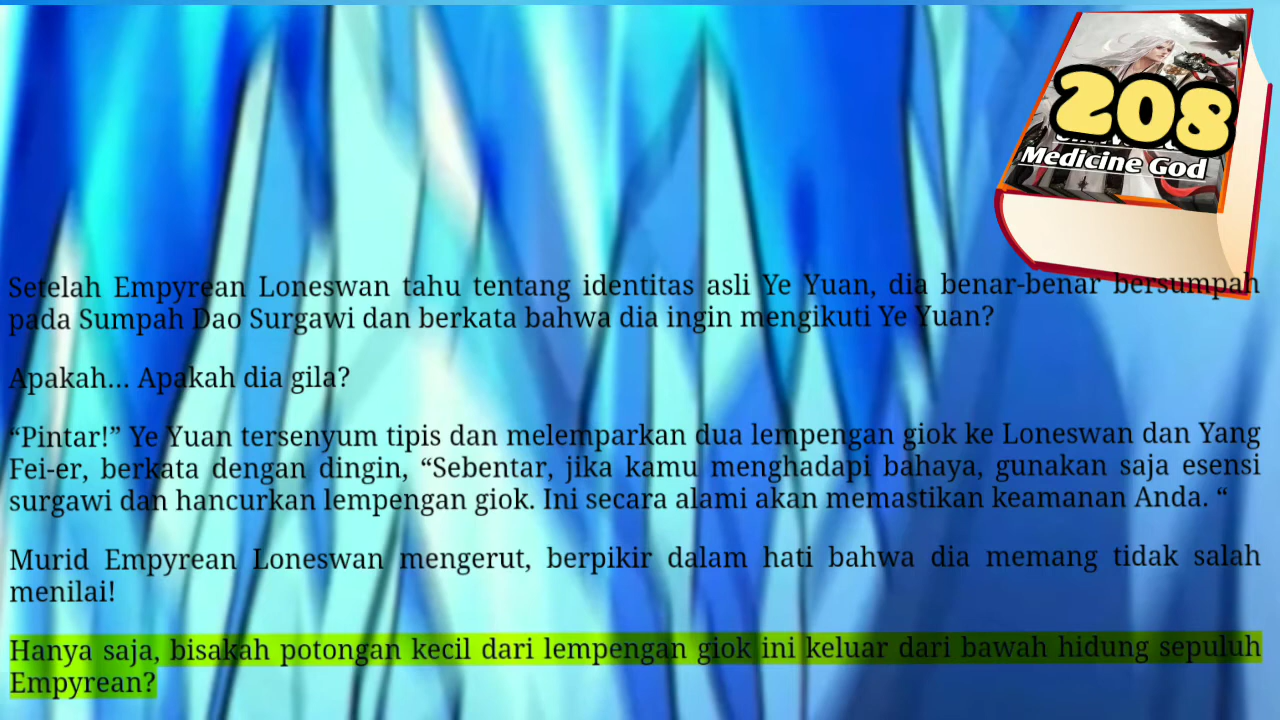 208
Medicine God
Setelah Empyrean Loneswan tahu tentang identitas asli Ye Yuan, dia benar-benar bersumpah
pada Sumpah Dao Surgawi dan berkata bahwa dia ingin mengikuti Ye Yuan?
Apakah... Apakah dia gila?
“Pintar!” Ye Yuan tersenyum tipis dan melemparkan dua lempengan giok ke Loneswan dan Yang
Fei-er, berkata dengan dingin, “Sebentar, jika kamu menghadapi bahaya, gunakan saja esensi
surgawi dan hancurkan lempengan giok. Ini secara alami akan memastikan keamanan Anda. “
Murid Empyrean Loneswan mengerut, berpikir dalam hati bahwa dia memang tidak salah
menilai!
Hanya saja, bisakah potongan kecil dari lempengan giok ini keluar dari bawah hidung sepuluh
Empyrean?